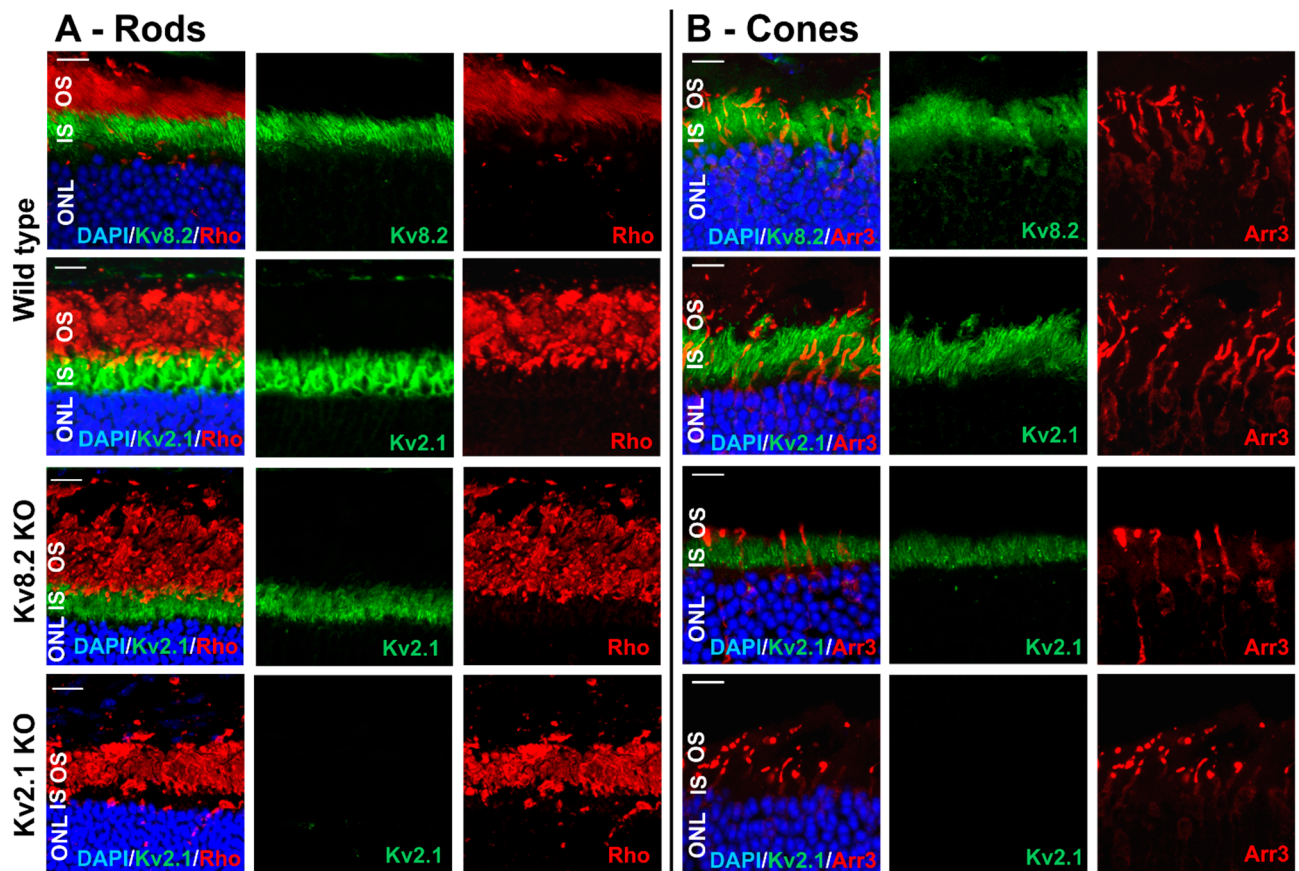 A - Rods
B - Cones
Wild type
OS
IS
ONL
DAPI/Kv8.2/Rho
Kv8.2
Rho
OS
IS
ONL
DAPI/Kv8.2/Arr3
Kv8.2
Arr3
OS
IS
ONL
DAPI/Kv2.1/Rho
Kv2.1
Rho
OS
IS
ONL
DAPI/Kv2.1/Arr3
Kv2.1
Arr3
Kv8.2 KO
OS
IS
ONL
DAPI/Kv2.1/Rho
Kv2.1
Rho
OS
IS
ONL
DAPI/Kv2.1/Arr3
Kv2.1
Arr3
Kv2.1 KO
OS
IS
ONL
DAPI/Kv2.1/Rho
Kv2.1
Rho
OS
IS
ONL
DAPI/Kv2.1/Arr3
Kv2.1
Arr3